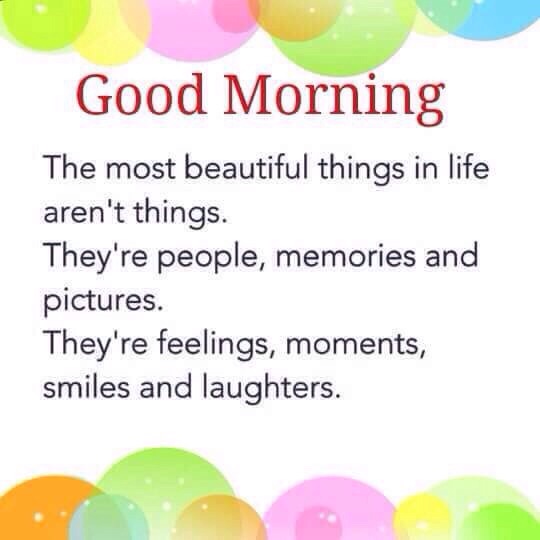 Good Morning
The most beautiful things in life
aren't things.
They're people, memories and
pictures.
They're feelings, moments,
smiles and laughters.